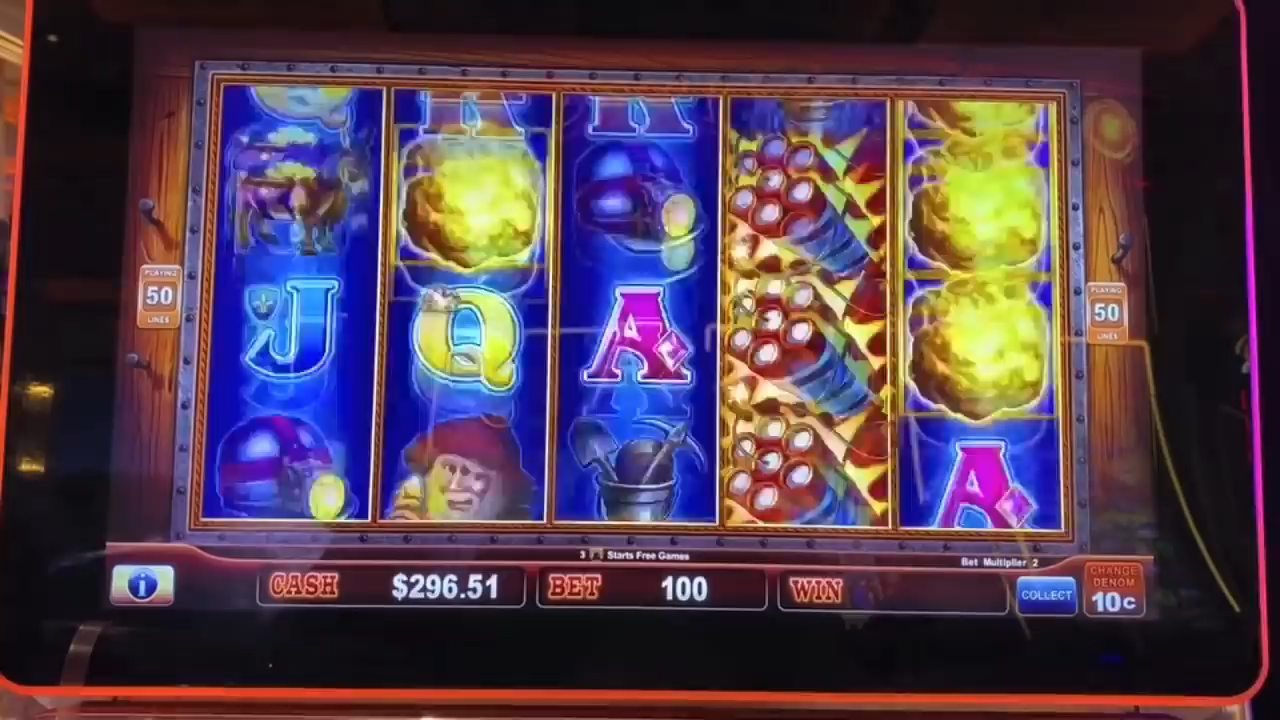 Q
K
K
J
Q
A
A
PLAYING
50
LINES
PLAYING
50
LINES
3 Starts Free Games
Bet Multiplier 2
i
CASH $296.51
BET 100
WIN
COLLECT
CHANGE
DENOM
10¢